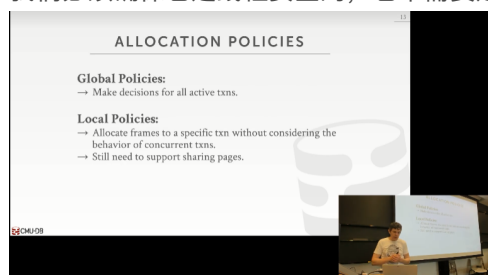 13
ALLOCATION POLICIES
Global Policies:
→ Make decisions for all active txns.
Local Policies:
→ Allocate frames to a specific txn without considering the
behavior of concurrent txns.
→ Still need to support sharing pages.
CMU·DB